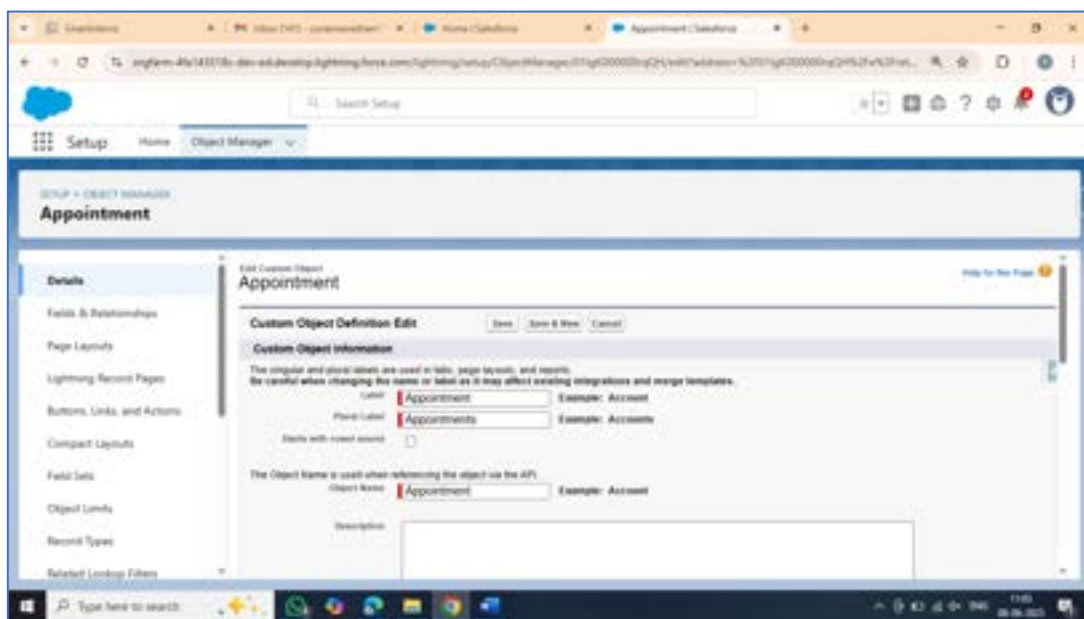 Appointment | Salesforce
Search Setup
Setup Home Object Manager
SETUP > OBJECT MANAGER
Appointment
Details
Fields & Relationships
Page Layouts
Lightning Record Pages
Buttons, Links, and Actions
Compact Layouts
Field Sets
Object Limits
Record Types
Related Lookup Filters
Edit Custom Object
Appointment
Help for this Page
Custom Object Definition Edit Save Save & New Cancel
Custom Object Information
The singular and plural labels are used in tabs, page layouts, and reports.
Be careful when changing the name or label as it may affect existing integrations and merge templates.
Label Appointment Example: Account
Plural Label Appointments Example: Accounts
Starts with vowel sound
The Object Name is used when referencing the object via the API.
Object Name Appointment Example: Account
Description
Type here to search
ENG